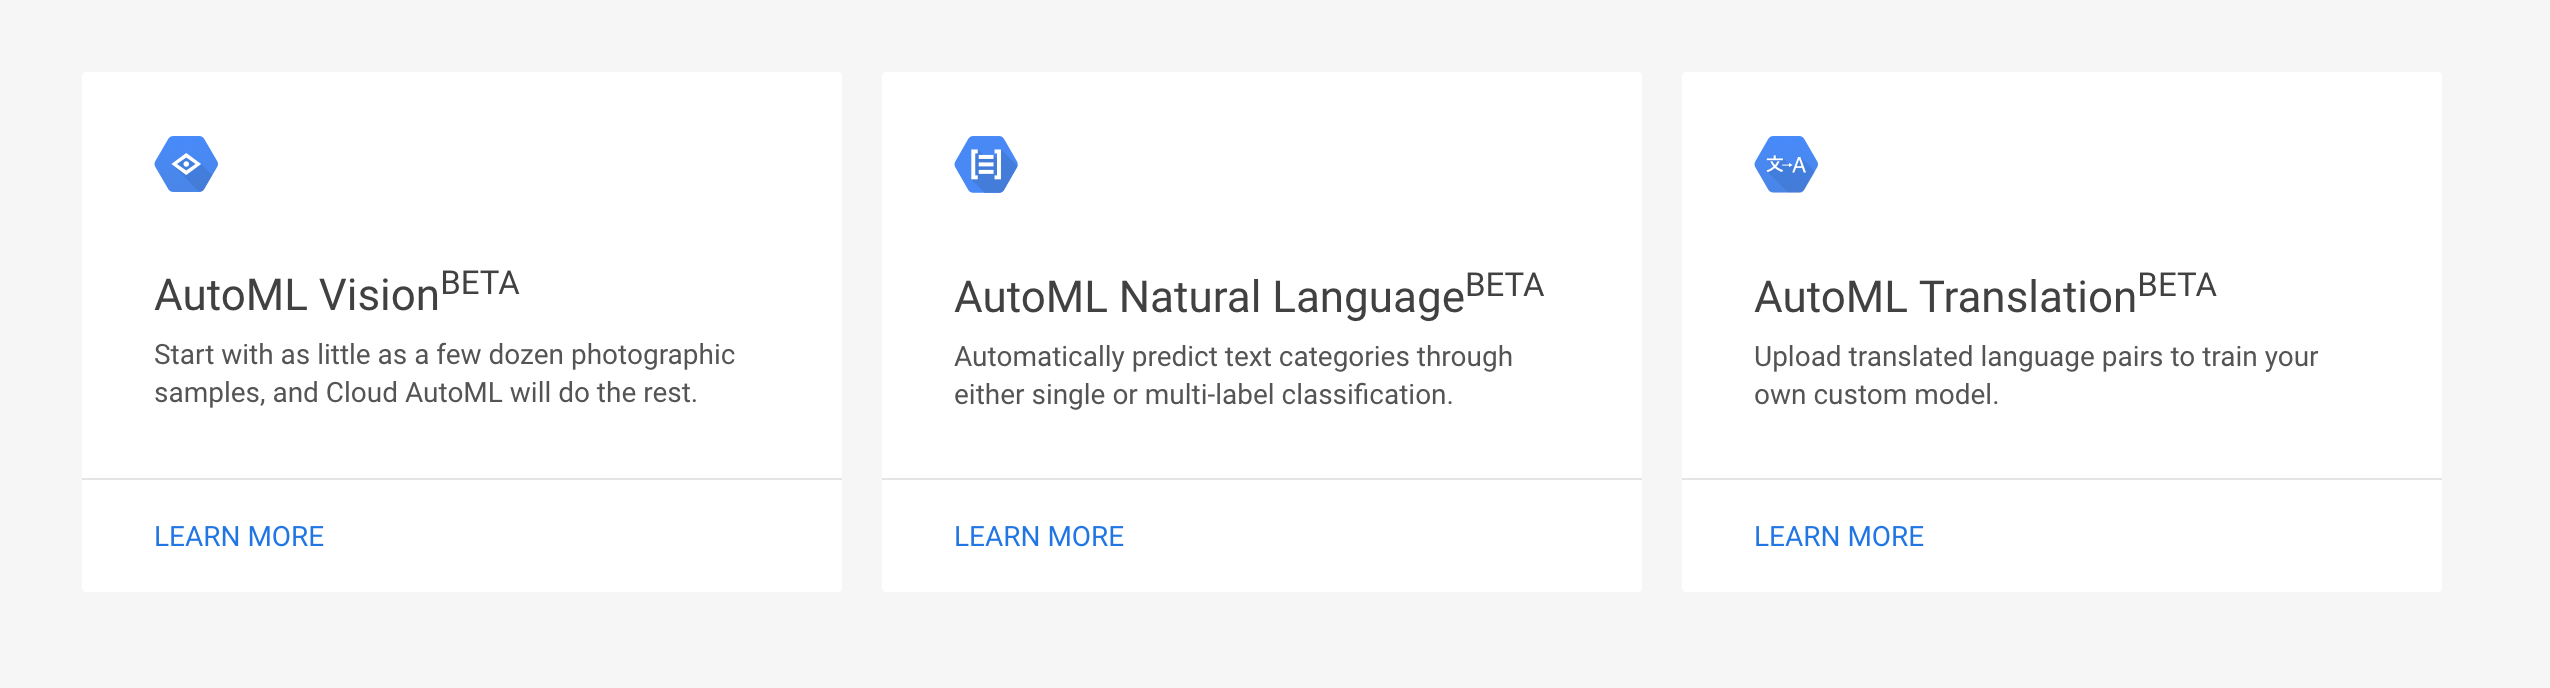 文→A
AutoML Vision BETA
Start with as little as a few dozen photographic
samples, and Cloud AutoML will do the rest.
LEARN MORE
AutoML Natural Language BETA
Automatically predict text categories through
either single or multi-label classification.
LEARN MORE
AutoML Translation BETA
Upload translated language pairs to train your
own custom model.
LEARN MORE